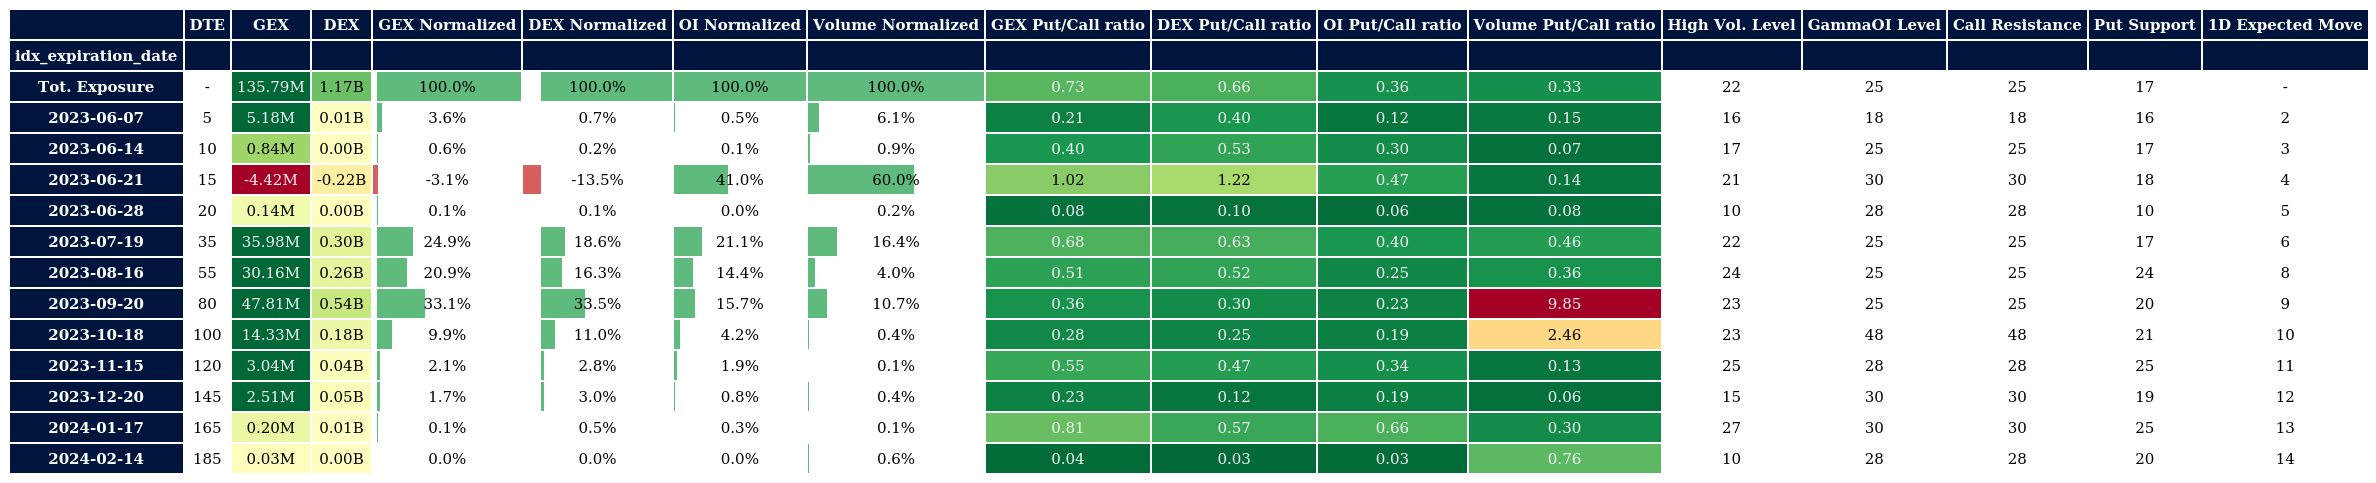 DTE GEX DEX GEX Normalized DEX Normalized OI Normalized Volume Normalized GEX Put/Call ratio DEX Put/Call ratio OI Put/Call ratio Volume Put/Call ratio High Vol. Level GammaOI Level Call Resistance Put Support 1D Expected Move
idx_expiration_date
Tot. Exposure - 135.79M 1.17B 100.0% 100.0% 100.0% 100.0% 0.73 0.66 0.36 0.33 22 25 25 17 -
2023-06-07 5 5.18M 0.01B 3.6% 0.7% 0.5% 6.1% 0.21 0.40 0.12 0.15 16 18 18 16 2
2023-06-14 10 0.84M 0.00B 0.6% 0.2% 0.1% 0.9% 0.40 0.53 0.30 0.07 17 25 25 17 3
2023-06-21 15 -4.42M -0.22B -3.1% -13.5% 41.0% 60.0% 1.02 1.22 0.47 0.14 21 30 30 18 4
2023-06-28 20 0.14M 0.00B 0.1% 0.1% 0.0% 0.2% 0.08 0.10 0.06 0.08 10 28 28 10 5
2023-07-19 35 35.98M 0.30B 24.9% 18.6% 21.1% 16.4% 0.68 0.63 0.40 0.46 22 25 25 17 6
2023-08-16 55 30.16M 0.26B 20.9% 16.3% 14.4% 4.0% 0.51 0.52 0.25 0.36 24 25 25 24 8
2023-09-20 80 47.81M 0.54B 33.1% 33.5% 15.7% 10.7% 0.36 0.30 0.23 9.85 23 25 25 20 9
2023-10-18 100 14.33M 0.18B 9.9% 11.0% 4.2% 0.4% 0.28 0.25 0.19 2.46 23 48 48 21 10
2023-11-15 120 3.04M 0.04B 2.1% 2.8% 1.9% 0.1% 0.55 0.47 0.34 0.13 25 28 28 25 11
2023-12-20 145 2.51M 0.05B 1.7% 3.0% 0.8% 0.4% 0.23 0.12 0.19 0.06 15 30 30 19 12
2024-01-17 165 0.20M 0.01B 0.1% 0.5% 0.3% 0.1% 0.81 0.57 0.66 0.30 27 30 30 25 13
2024-02-14 185 0.03M 0.00B 0.0% 0.0% 0.0% 0.6% 0.04 0.03 0.03 0.76 10 28 28 20 14